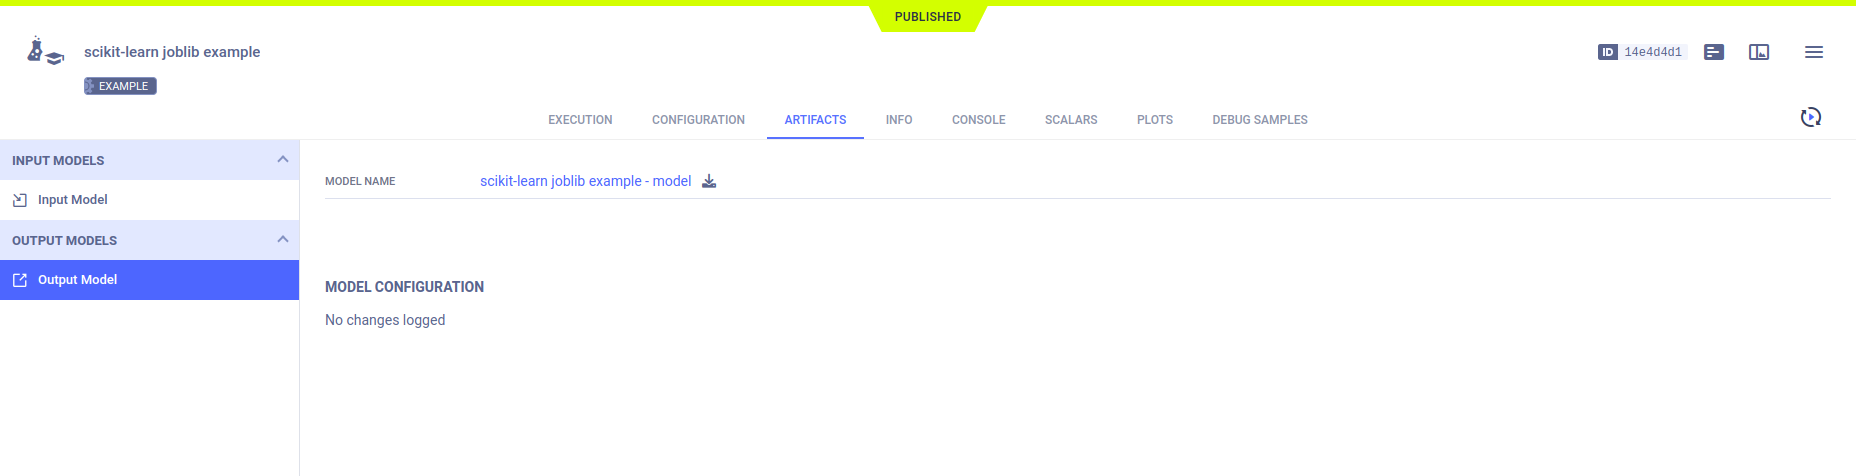 PUBLISHED
scikit-learn joblib example
ID 14e4d4d1
EXAMPLE
EXECUTION CONFIGURATION ARTIFACTS INFO CONSOLE SCALARS PLOTS DEBUG SAMPLES
INPUT MODELS
Input Model
OUTPUT MODELS
Output Model
MODEL NAME scikit-learn joblib example - model
MODEL CONFIGURATION
No changes logged